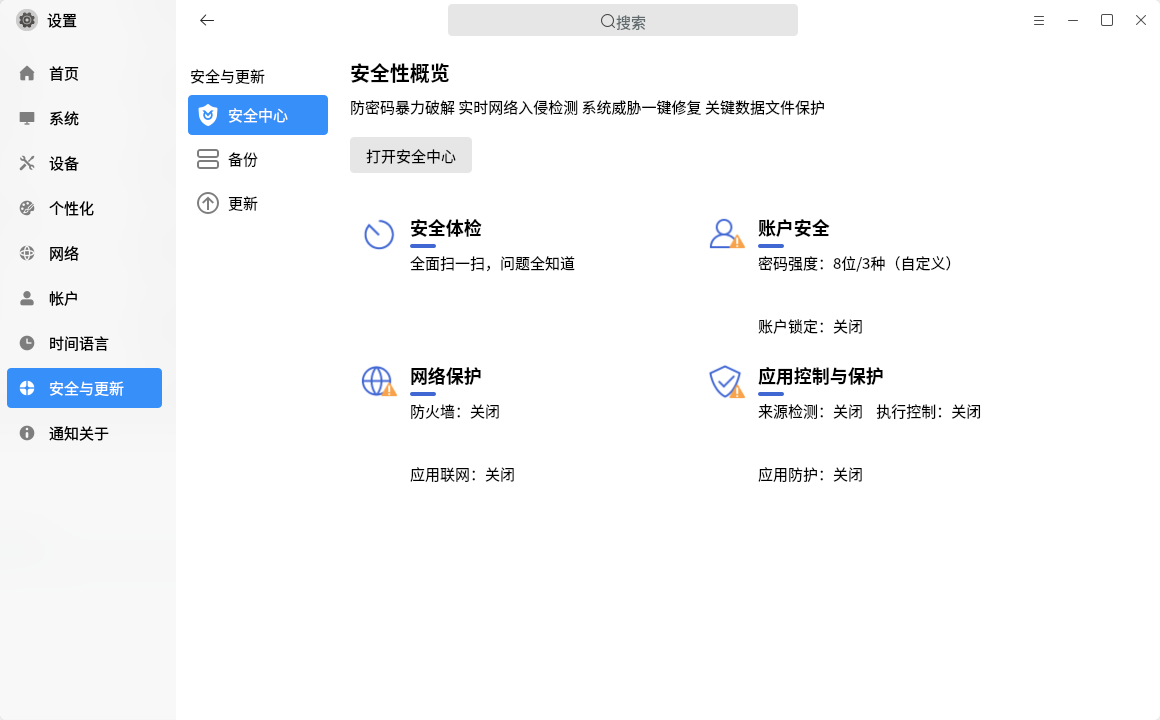 设置
搜索
首页
系统
设备
个性化
网络
帐户
时间语言
安全与更新
通知关于
安全与更新
安全中心
备份
更新
安全性概览
防密码暴力破解 实时网络入侵检测 系统威胁一键修复 关键数据文件保护
打开安全中心
安全体检
全面扫一扫，问题全知道
账户安全
密码强度：8位/3种（自定义）
账户锁定：关闭
网络保护
防火墙：关闭
应用联网：关闭
应用控制与保护
来源检测：关闭 执行控制：关闭
应用防护：关闭